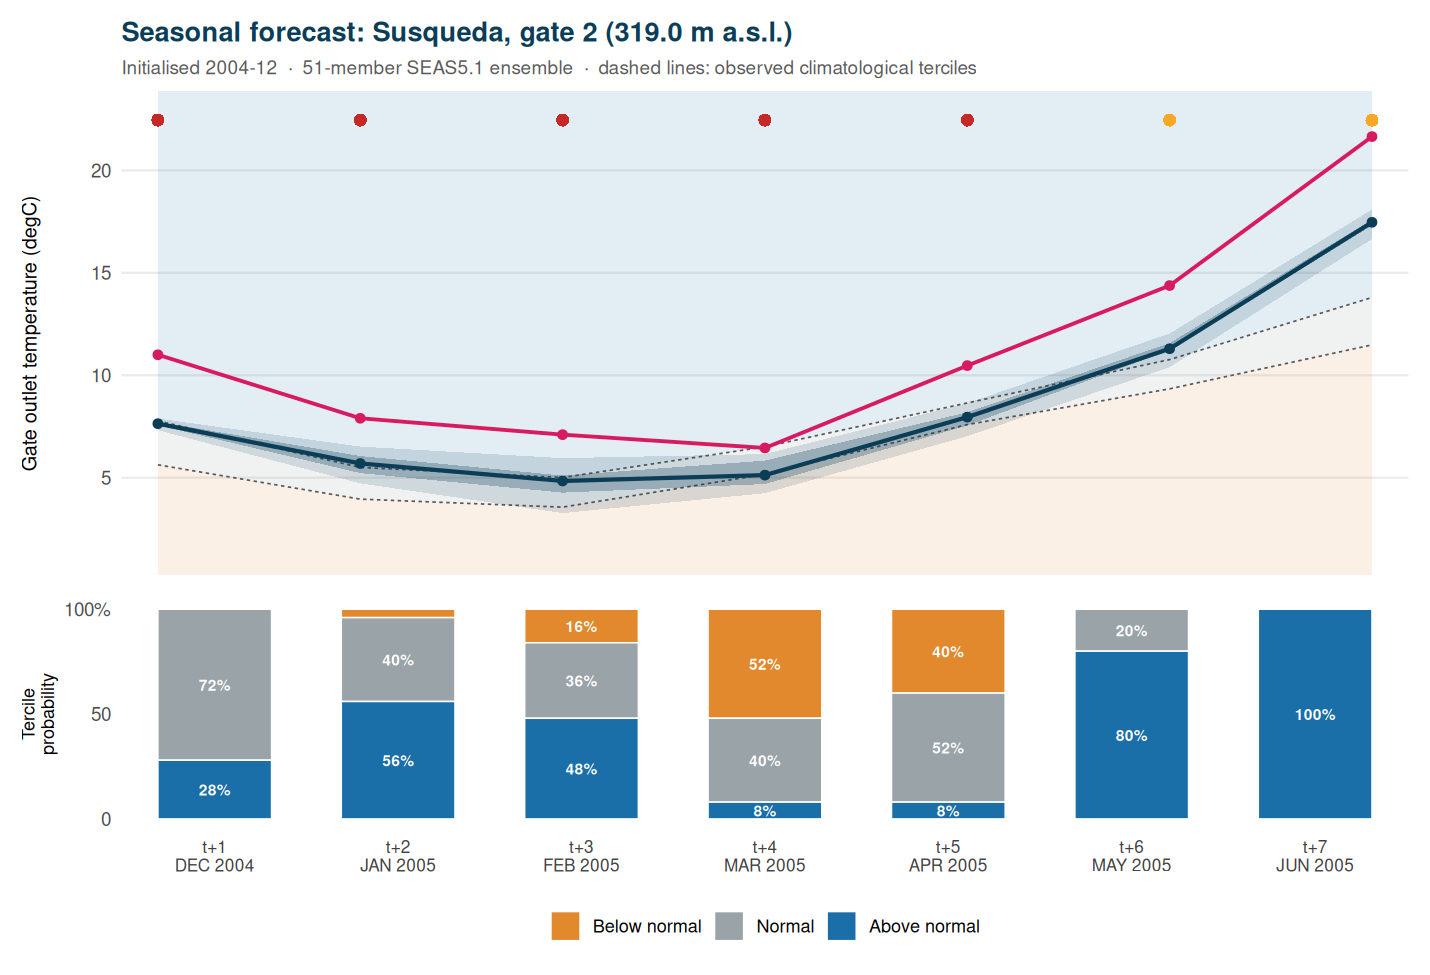 Seasonal forecast: Susqueda, gate 2 (319.0 m a.s.l.)
Initialised 2004-12 · 51-member SEAS5.1 ensemble · dashed lines: observed climatological terciles
Gate outlet temperature (degC)
20
15
10
5
Tercile
probability
100%
50
0
72%
28%
40%
56%
16%
36%
48%
52%
40%
8%
40%
52%
8%
20%
80%
100%
t+1
DEC 2004
t+2
JAN 2005
t+3
FEB 2005
t+4
MAR 2005
t+5
APR 2005
t+6
MAY 2005
t+7
JUN 2005
Below normal
Normal
Above normal